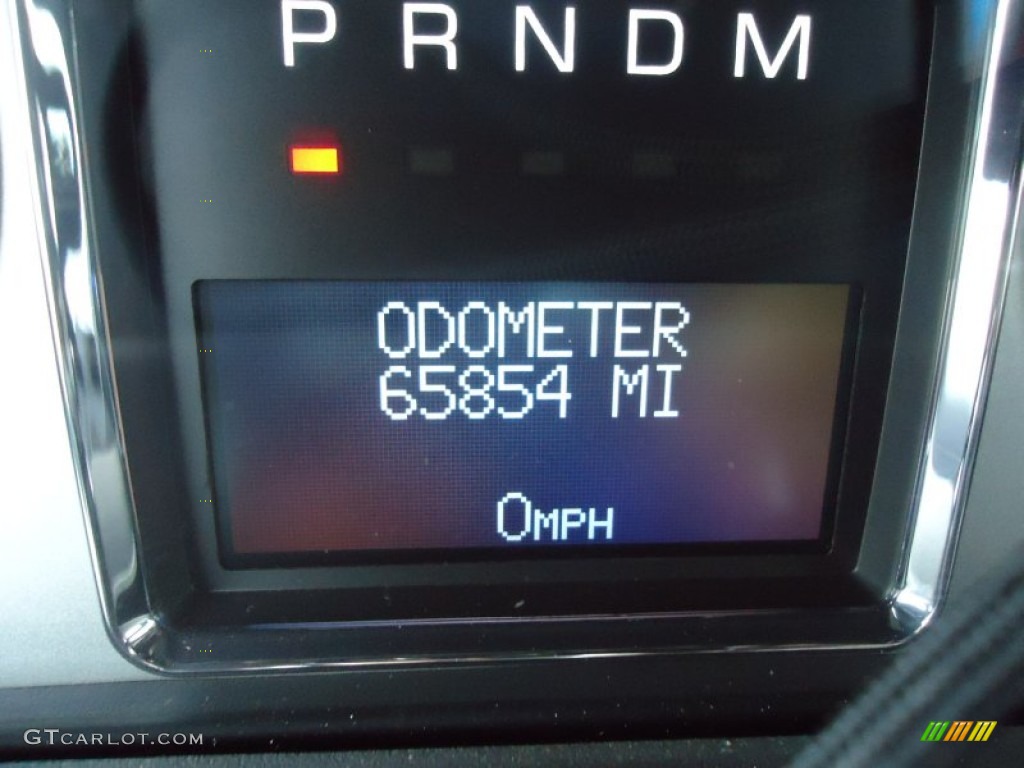 P R N D M
ODOMETER
65854 MI
0MPH
GTCARLOT.COM